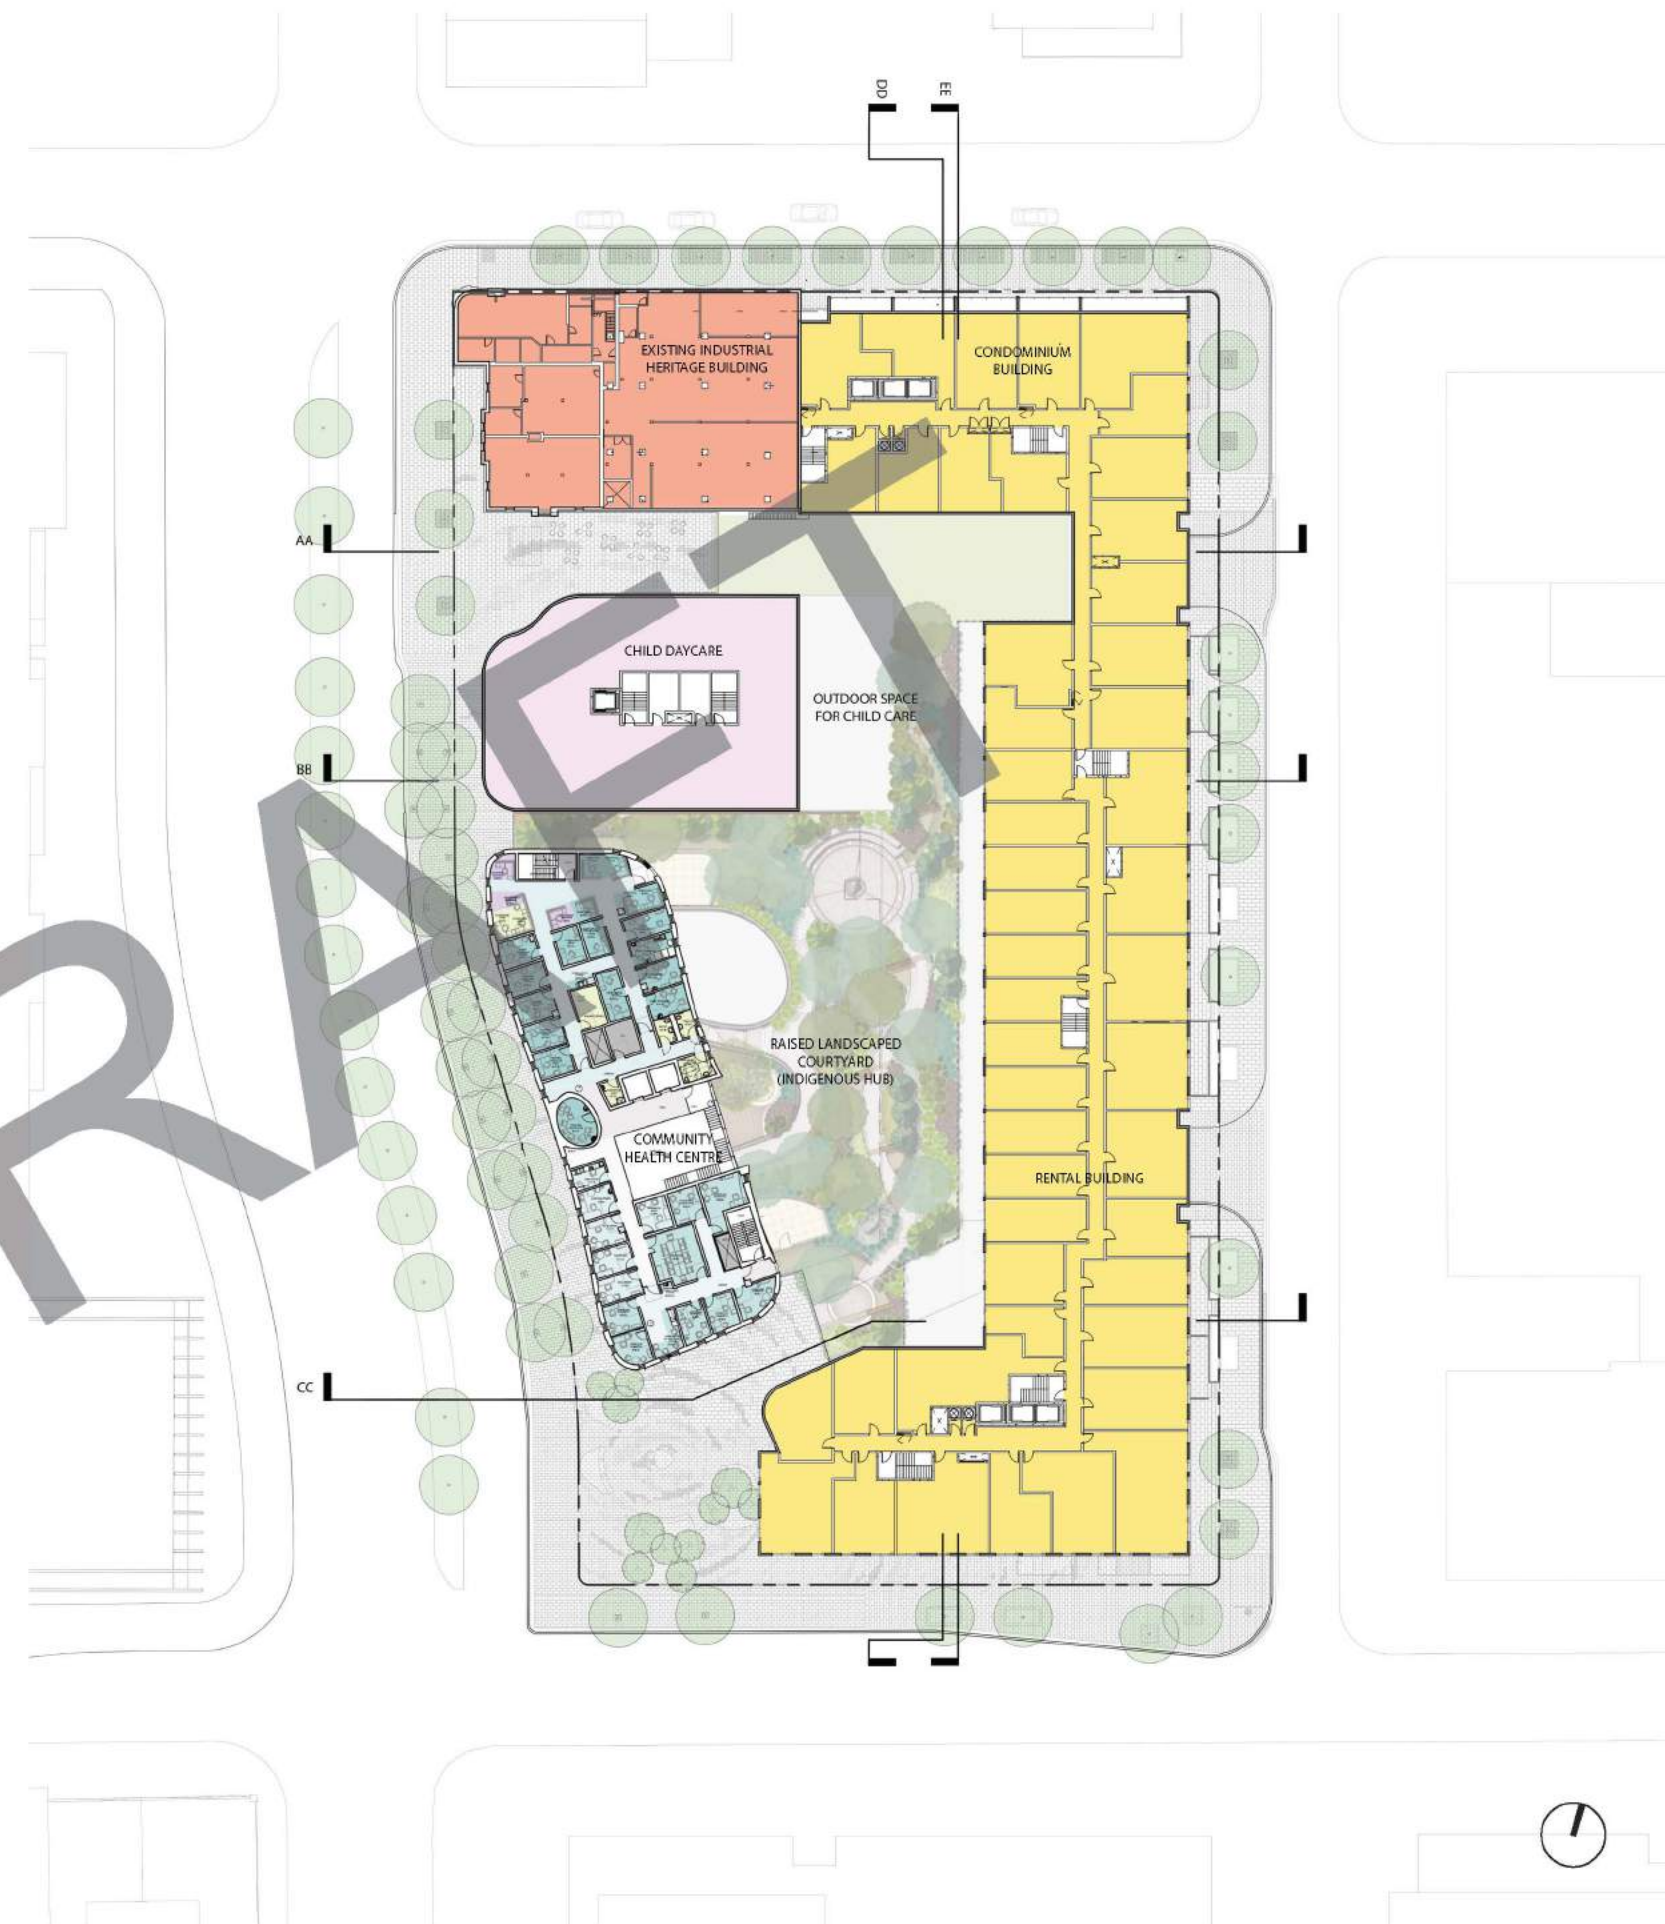 DD
EE
EXISTING INDUSTRIAL
HERITAGE BUILDING
CONDOMINIUM
BUILDING
AA
CHILD DAYCARE
OUTDOOR SPACE
FOR CHILD CARE
BB
RAFT
RAISED LANDSCAPED
COURTYARD
(INDIGENOUS HUB)
COMMUNITY
HEALTH CENTRE
RENTAL BUILDING
CC